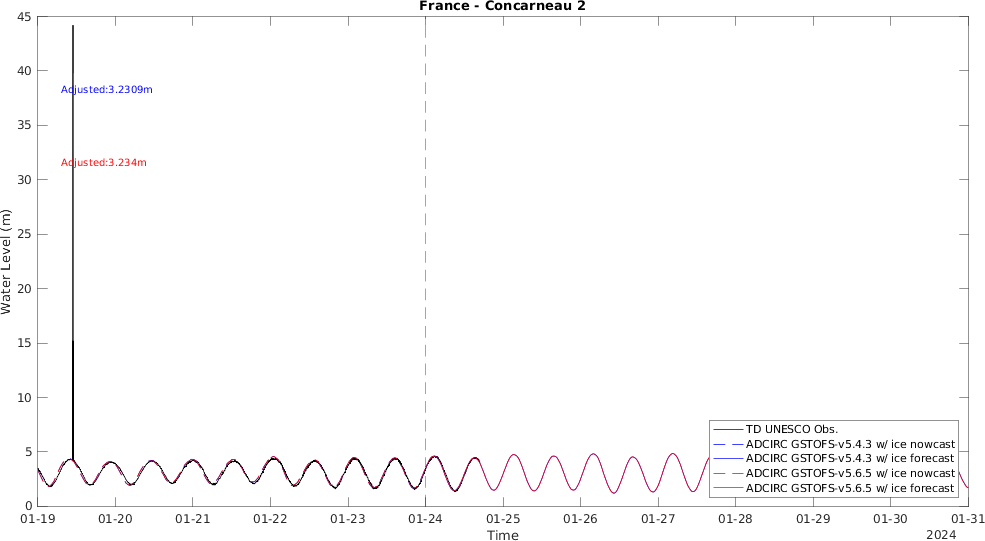 France - Concarneau 2
45
40
35
30
25
20
15
10
5
0
Water Level (m)
Adjusted:3.2309m
Adjusted:3.234m
TD UNESCO Obs.
ADCIRC GSTOFS-v5.4.3 w/ ice nowcast
ADCIRC GSTOFS-v5.4.3 w/ ice forecast
ADCIRC GSTOFS-v5.6.5 w/ ice nowcast
ADCIRC GSTOFS-v5.6.5 w/ ice forecast
01-19 01-20 01-21 01-22 01-23 01-24 01-25 01-26 01-27 01-28 01-29 01-30 01-31
Time
2024